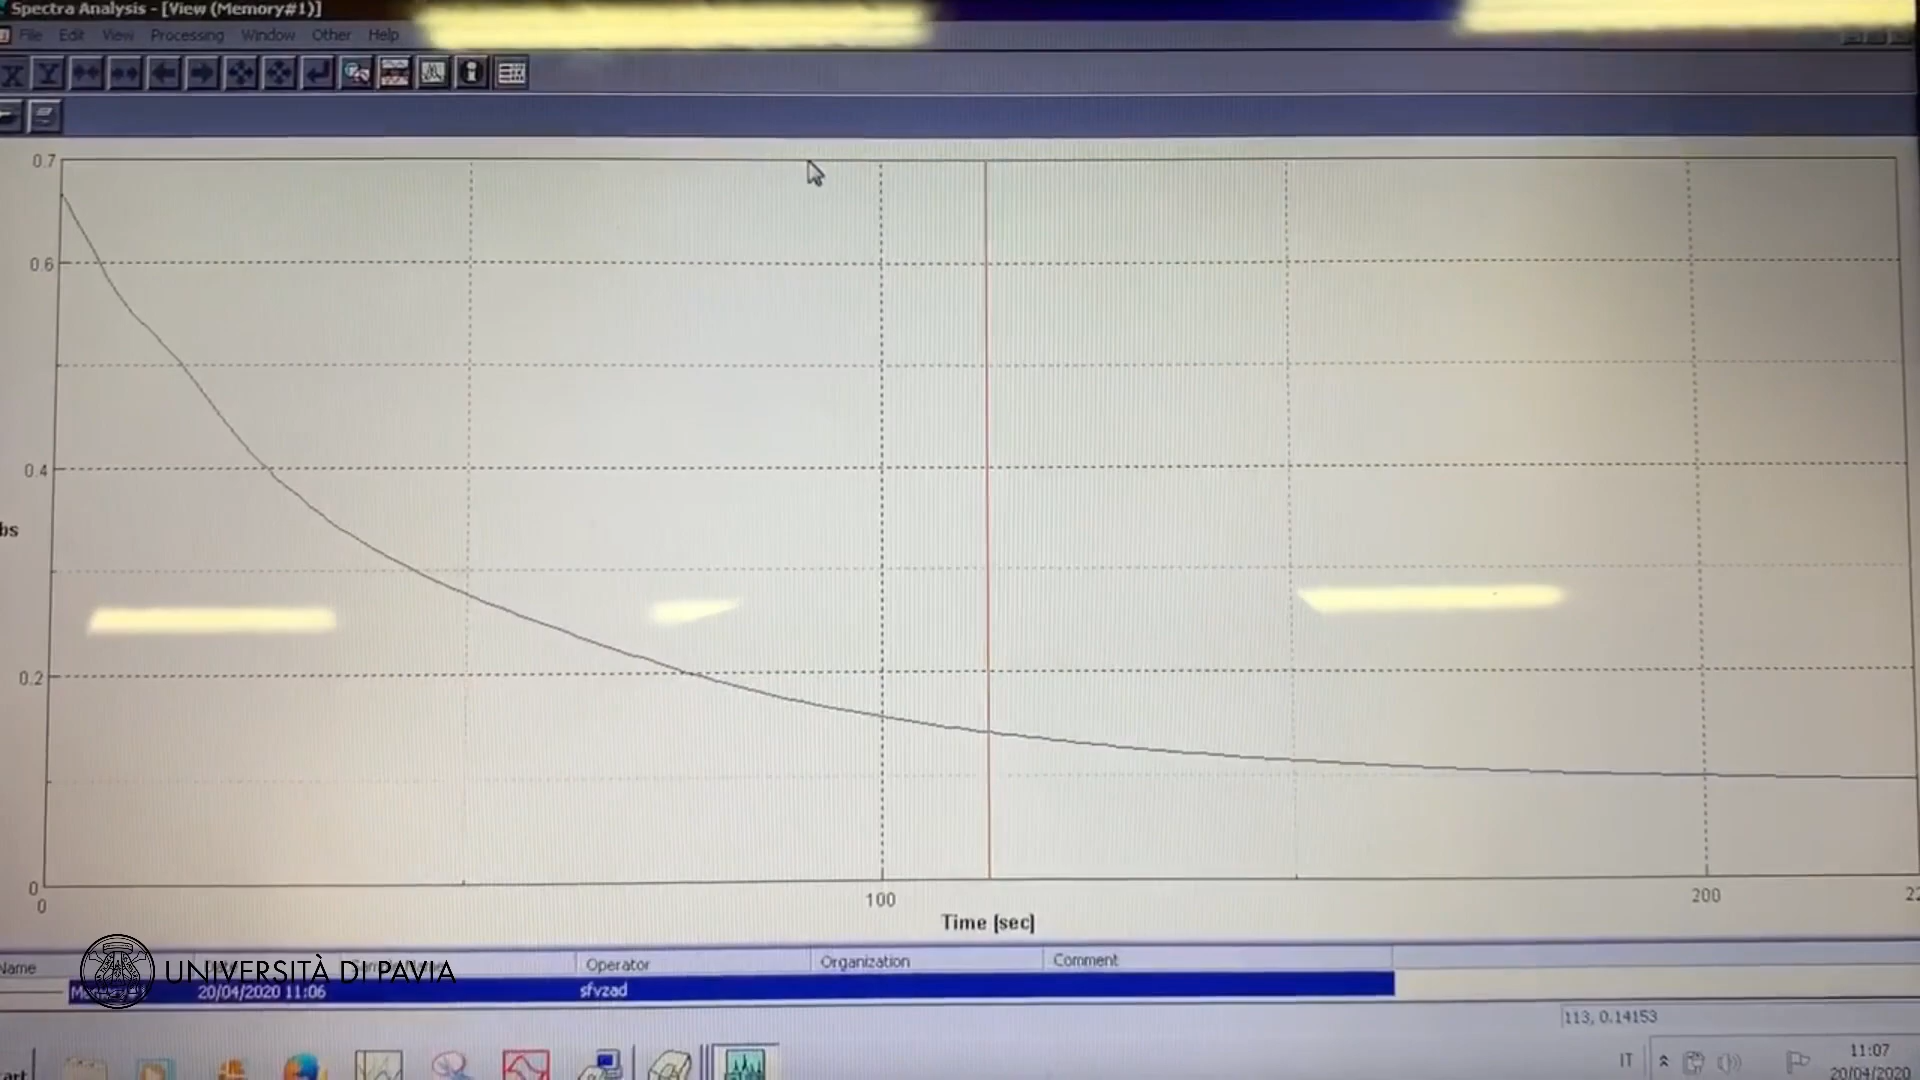 Spectra Analysis - [View (Memory#1)]
File Edit View Processing Window Other Help
0.7
0.6
0.4
bs
0.2
0
0 100 200 22
Time [sec]
Name Operator Organization Comment
UNIVERSITÀ DI PAVIA
20/04/2020 11:06 sfvzad
113, 0.14153
IT 11:07
20/04/2020